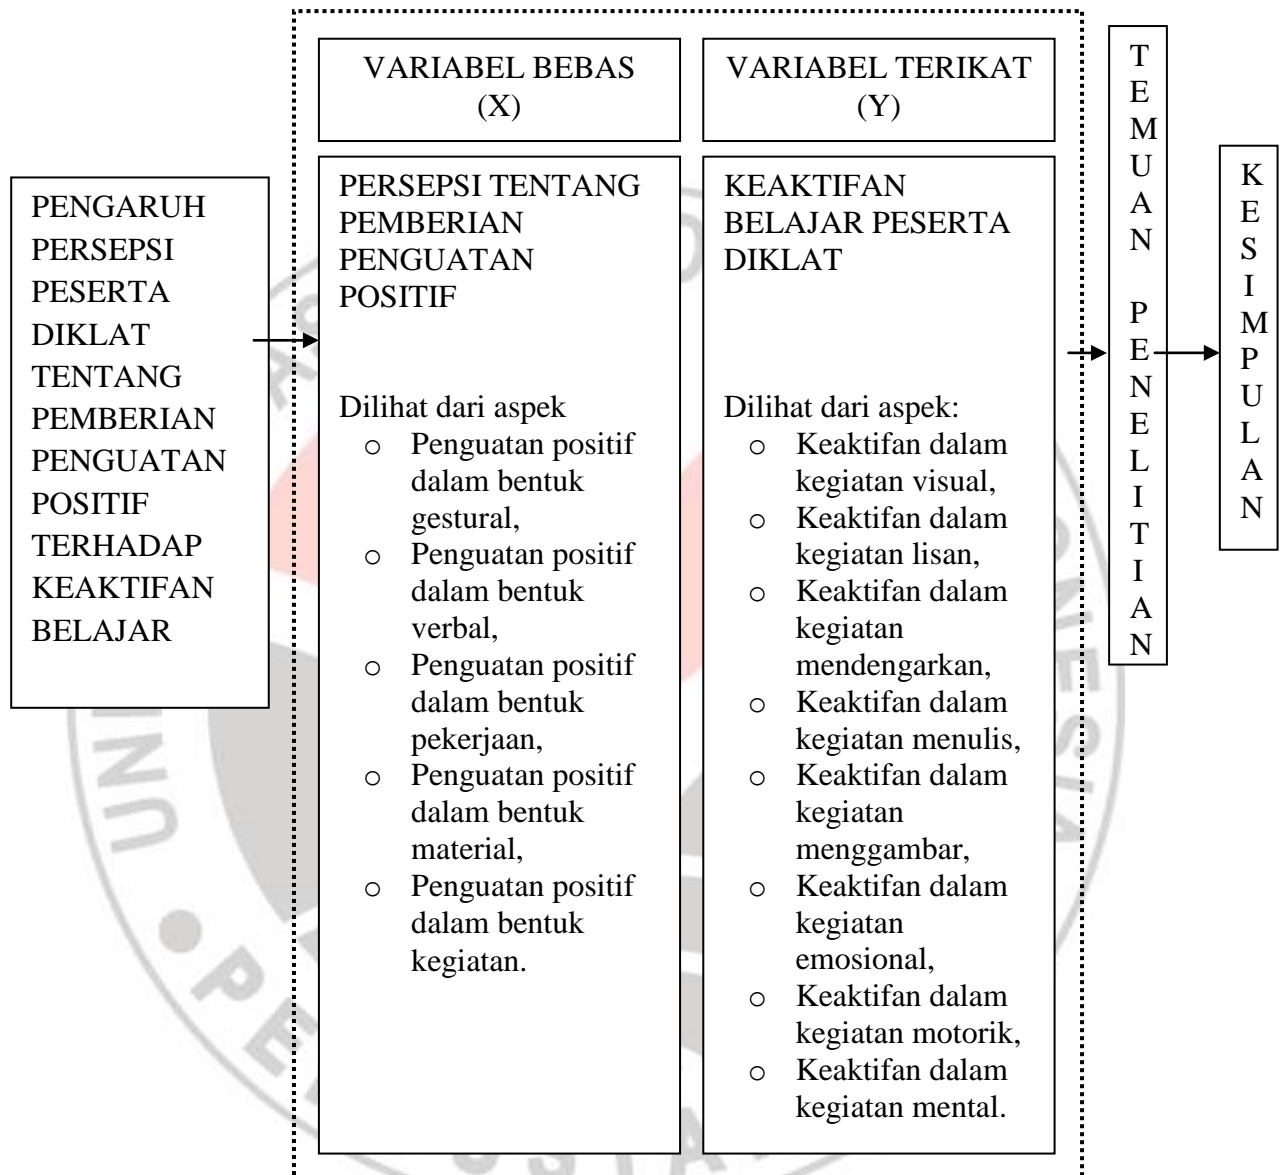 PENGARUH
PERSEPSI
PESERTA
DIKLAT
TENTANG
PEMBERIAN
PENGUATAN
POSITIF
TERHADAP
KEAKTIFAN
BELAJAR
VARIABEL BEBAS
(X)
PERSEPSI TENTANG
PEMBERIAN
PENGUATAN
POSITIF
Dilihat dari aspek
o Penguatan positif
dalam bentuk
gestural,
o Penguatan positif
dalam bentuk
verbal,
o Penguatan positif
dalam bentuk
pekerjaan,
o Penguatan positif
dalam bentuk
material,
o Penguatan positif
dalam bentuk
kegiatan.
VARIABEL TERIKAT
(Y)
KEAKTIFAN
BELAJAR PESERTA
DIKLAT
Dilihat dari aspek:
o Keaktifan dalam
kegiatan visual,
o Keaktifan dalam
kegiatan lisan,
o Keaktifan dalam
kegiatan
mendengarkan,
o Keaktifan dalam
kegiatan menulis,
o Keaktifan dalam
kegiatan
menggambar,
o Keaktifan dalam
kegiatan
emosional,
o Keaktifan dalam
kegiatan motorik,
o Keaktifan dalam
kegiatan mental.
TEMUAN PENELITIAN
KESIMPULAN